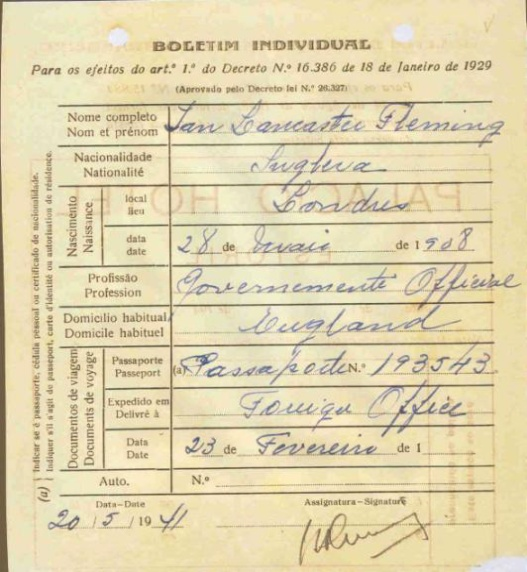 BOLETIM INDIVIDUAL
Para os efeitos do art.º 1.º do Decreto N.º 16.386 de 18 de Janeiro de 1929
(Aprovado pelo Decreto lei N.º 26.327)
Nome completo
Nom et prénom
Ian Lancaster Fleming
Nacionalidade
Nationalité
Inglesa
Nascimento
Naissance
local
lieu
Londres
data
date
28 de Maio de 1908
Profissão
Profession
Governemente Official
Domicilio habitual
Domicile habituel
England
Documentos de viagem
Documents de voyage
Passaporte
Passeport
(a) Passaporte N.º 193543
Expedido em
Delivré à
Foreign Office
Data
Date
23 de Fevereiro de 1
Auto.
N.º
(a) Indicar se é passaporte, cédula pessoal ou certificado de nacionalidade.
Indiquer s'il s'agit de passeport, carte d'identité ou autorisation de résidence.
Data—Date
20/5/1941
Assignatura—Signature
PALACIO HOTEL